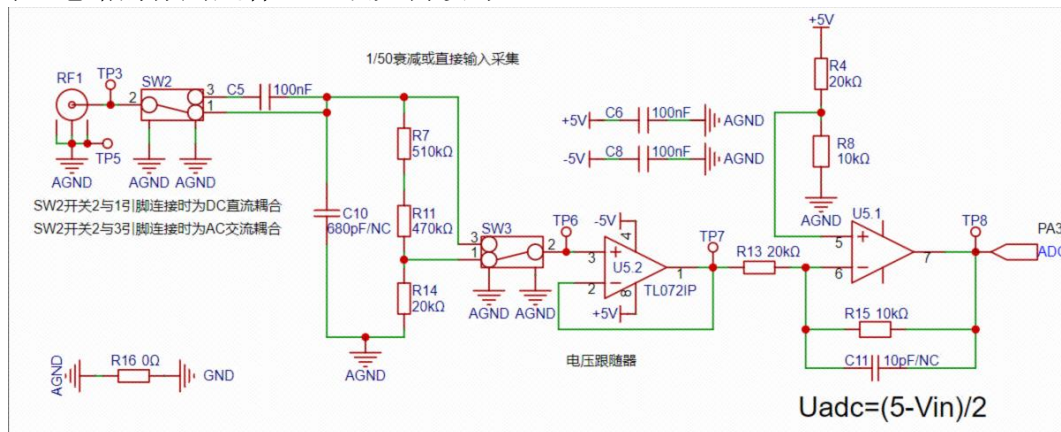 +5V
R4
20kΩ
R8
10kΩ
AGND
1/50衰减或直接输入采集
RF1
TP3
2
SW2
3
1
C5
100nF
TP5
AGND
AGND
AGND
SW2开关2与1引脚连接时为DC直流耦合
SW2开关2与3引脚连接时为AC交流耦合
C10
680pF/NC
R7
510kΩ
R11
470kΩ
R14
20kΩ
AGND
+5V
C6
100nF
AGND
-5V
C8
100nF
AGND
SW3
3
1
2
AGND
AGND
TP6
-5V
4
3
U5.2
2
8
1
TL072IP
+5V
TP7
电压跟随器
R13 20kΩ
U5.1
5
6
7
TP8
PA3
R15 10kΩ
C11
10pF/NC
Uadc=(5-Vin)/2
AGND
R16 0Ω
GND